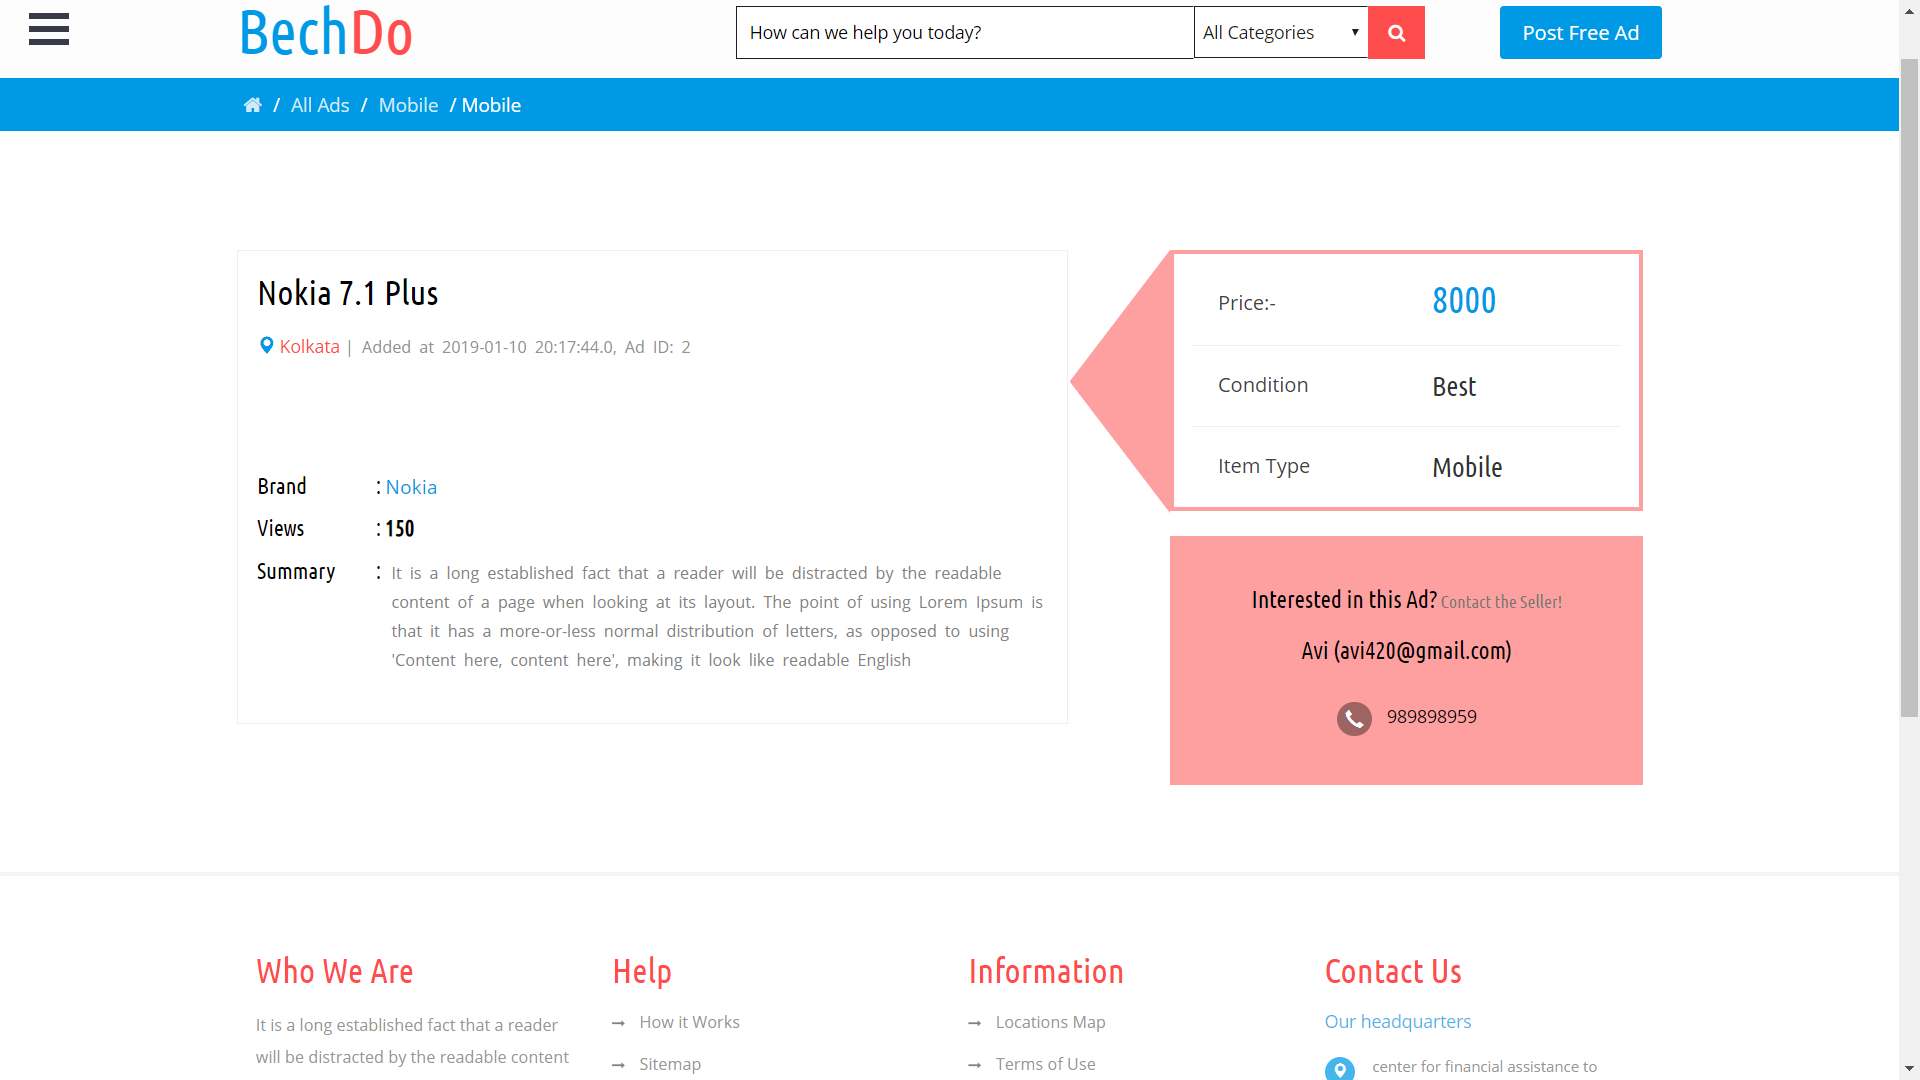 BechDo
How can we help you today?
All Categories
Post Free Ad
/ All Ads / Mobile / Mobile
Nokia 7.1 Plus
Kolkata | Added at 2019-01-10 20:17:44.0, Ad ID: 2
Brand : Nokia
Views : 150
Summary : It is a long established fact that a reader will be distracted by the readable
content of a page when looking at its layout. The point of using Lorem Ipsum is
that it has a more-or-less normal distribution of letters, as opposed to using
'Content here, content here', making it look like readable English
Price:- 8000
Condition Best
Item Type Mobile
Interested in this Ad? Contact the Seller!
Avi (avi420@gmail.com)
989898959
Who We Are
It is a long established fact that a reader
will be distracted by the readable content
Help
How it Works
Sitemap
Information
Locations Map
Terms of Use
Contact Us
Our headquarters
center for financial assistance to